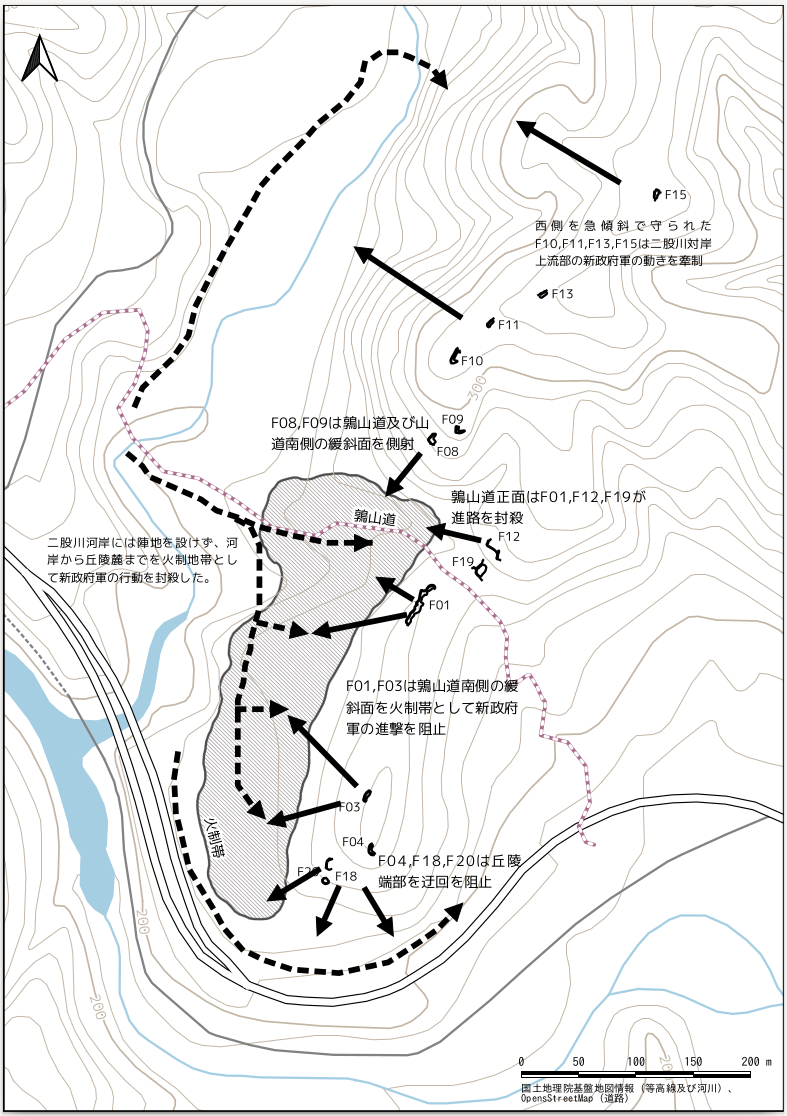 F15
西側を急傾斜で守られた
F10,F11,F13,F15は二股川対岸
上流部の新政府軍の動きを牽制
F13
F11
F10
300
F08,F09は鶉山道及び山
道南側の緩斜面を側射
F09
F08
鶉山道正面はF01,F12,F19が
進路を封殺
鶉山道
F12
F19
二股川河岸には陣地を設けず、河
岸から丘陵麓までを火制地帯とし
て新政府軍の行動を封殺した。
F01
F01,F03は鶉山道南側の緩
斜面を火制帯として新政府
軍の進撃を阻止
F03
火制帯
F04
F04,F18,F20は丘陵
端部を迂回を阻止
F20
F18
200
200
200
0 50 100 150 200 m
国土地理院基盤地図情報（等高線及び河川）、
OpensStreetMap（道路）